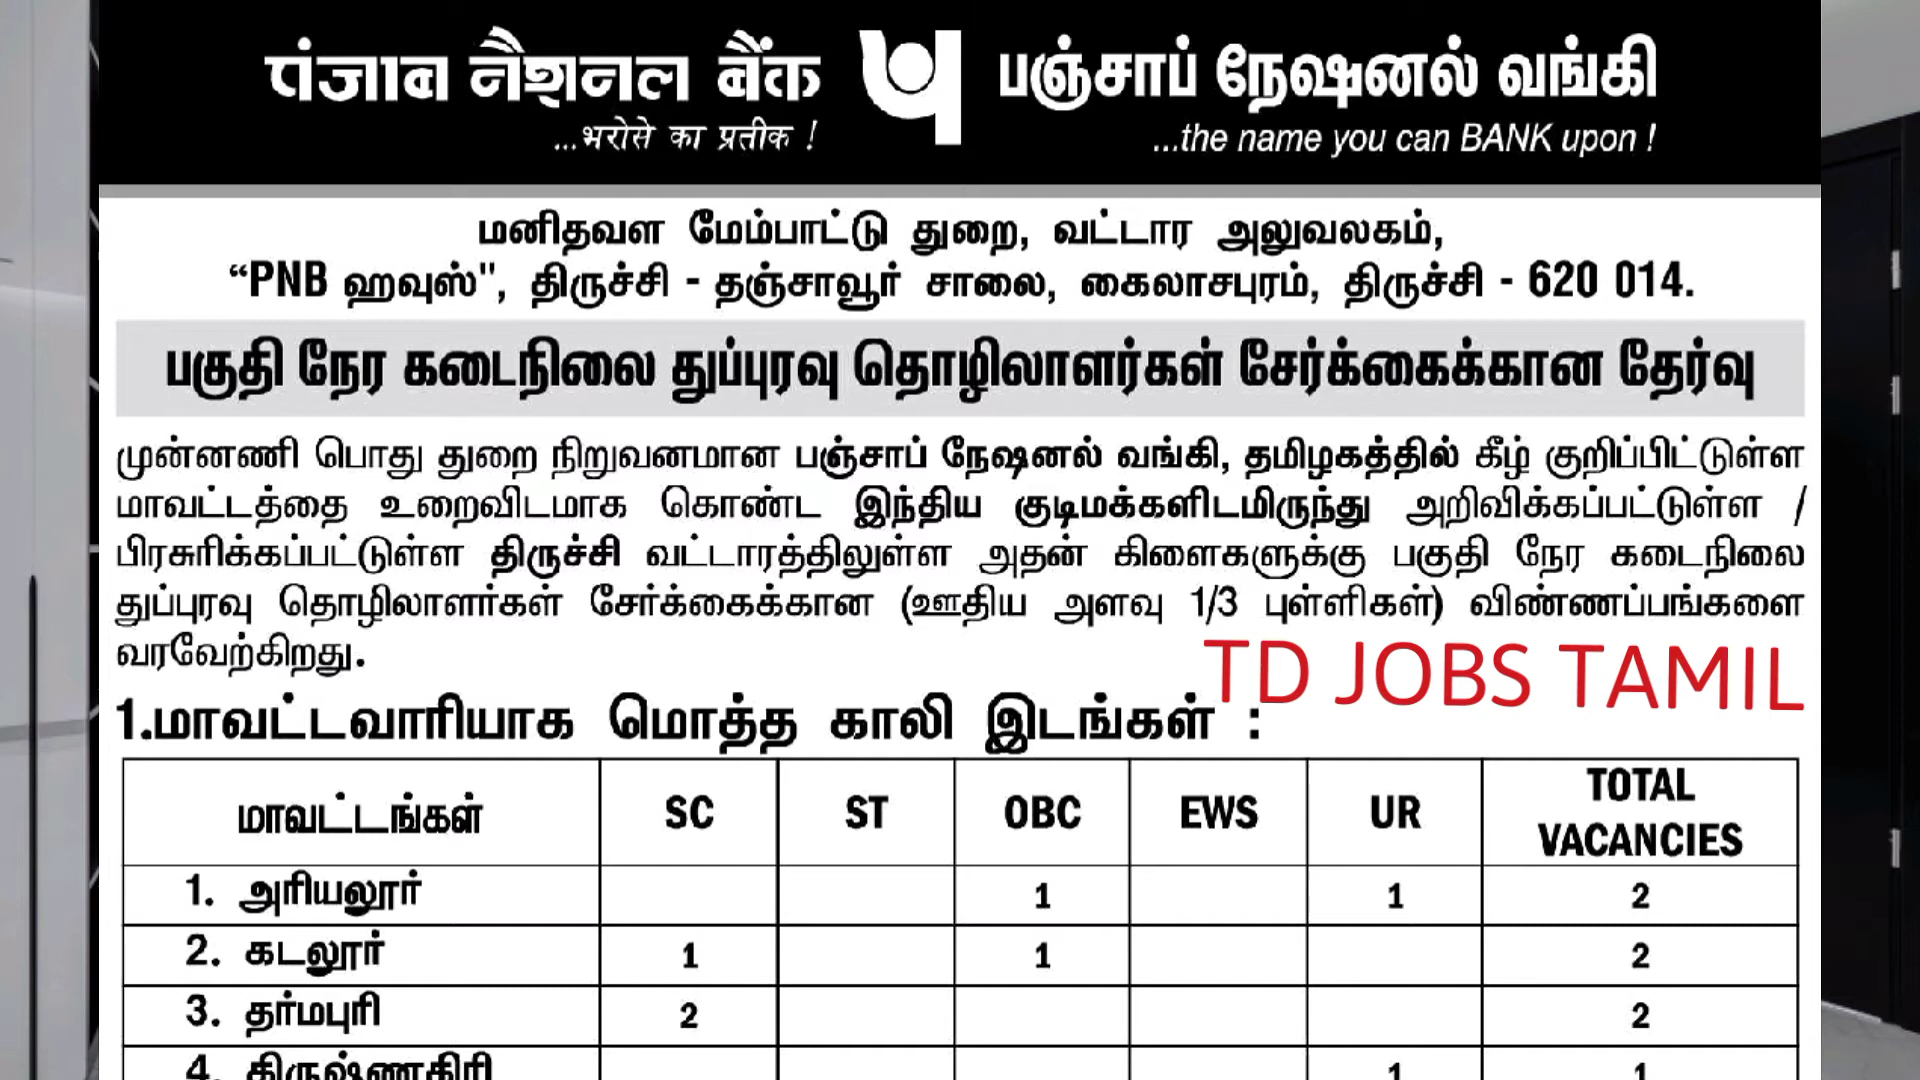 पंजाब नैशनल बैंक
...भरोसे का प्रतीक !
பஞ்சாப் நேஷனல் வங்கி
...the name you can BANK upon !
மனிதவள மேம்பாட்டு துறை, வட்டார அலுவலகம்,
“PNB ஹவுஸ்", திருச்சி - தஞ்சாவூர் சாலை, கைலாசபுரம், திருச்சி - 620 014.
பகுதி நேர கடைநிலை துப்புரவு தொழிலாளர்கள் சேர்க்கைக்கான தேர்வு
முன்னணி பொது துறை நிறுவனமான பஞ்சாப் நேஷனல் வங்கி, தமிழகத்தில் கீழ் குறிப்பிட்டுள்ள
மாவட்டத்தை உறைவிடமாக கொண்ட இந்திய குடிமக்களிடமிருந்து அறிவிக்கப்பட்டுள்ள /
பிரசுரிக்கப்பட்டுள்ள திருச்சி வட்டாரத்திலுள்ள அதன் கிளைகளுக்கு பகுதி நேர கடைநிலை
துப்புரவு தொழிலாளர்கள் சேர்க்கைக்கான (ஊதிய அளவு 1/3 புள்ளிகள்) விண்ணப்பங்களை
வரவேற்கிறது.
TD JOBS TAMIL
1.மாவட்டவாரியாக மொத்த காலி இடங்கள் :
மாவட்டங்கள் SC ST OBC EWS UR TOTAL VACANCIES
1. அரியலூர் 1 1 2
2. கடலூர் 1 1 2
3. தர்மபுரி 2 2
4. கிருஷ்ணகிரி 1 1